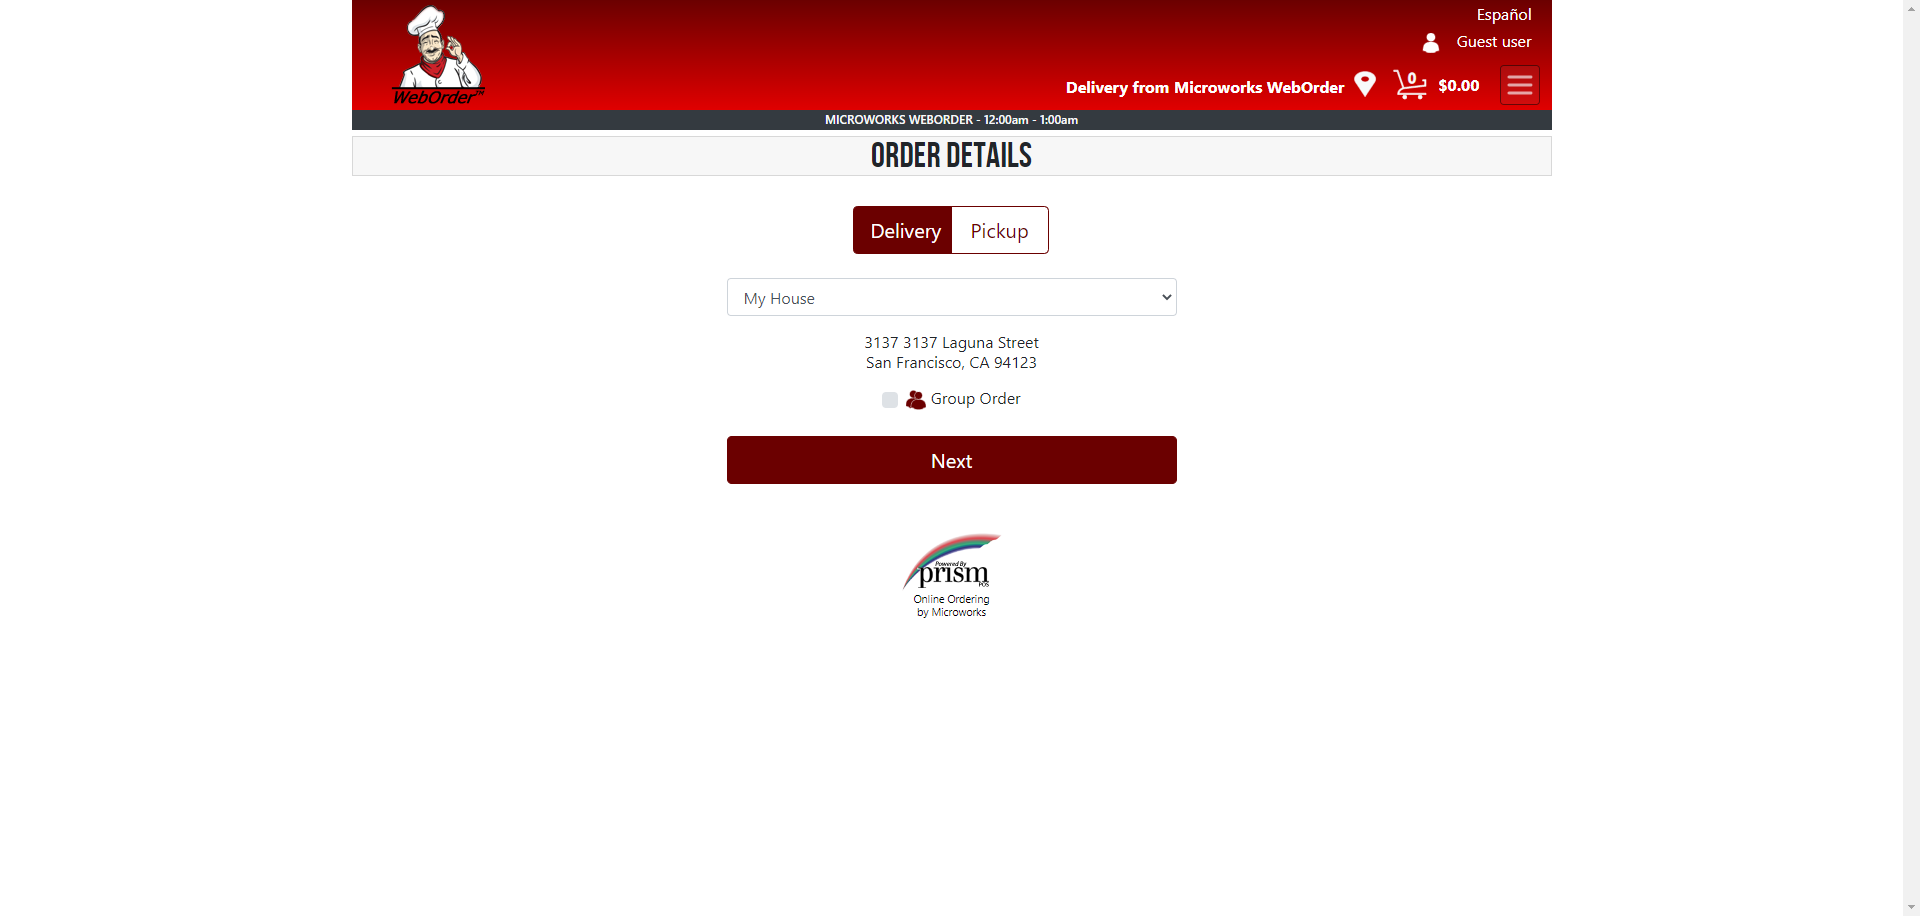 Español
Guest user
WebOrder™
Delivery from Microworks WebOrder
0
$0.00
MICROWORKS WEBORDER - 12:00am - 1:00am
ORDER DETAILS
Delivery
Pickup
My House
3137 3137 Laguna Street
San Francisco, CA 94123
Group Order
Next
Powered By
prism
POS
Online Ordering
by Microworks